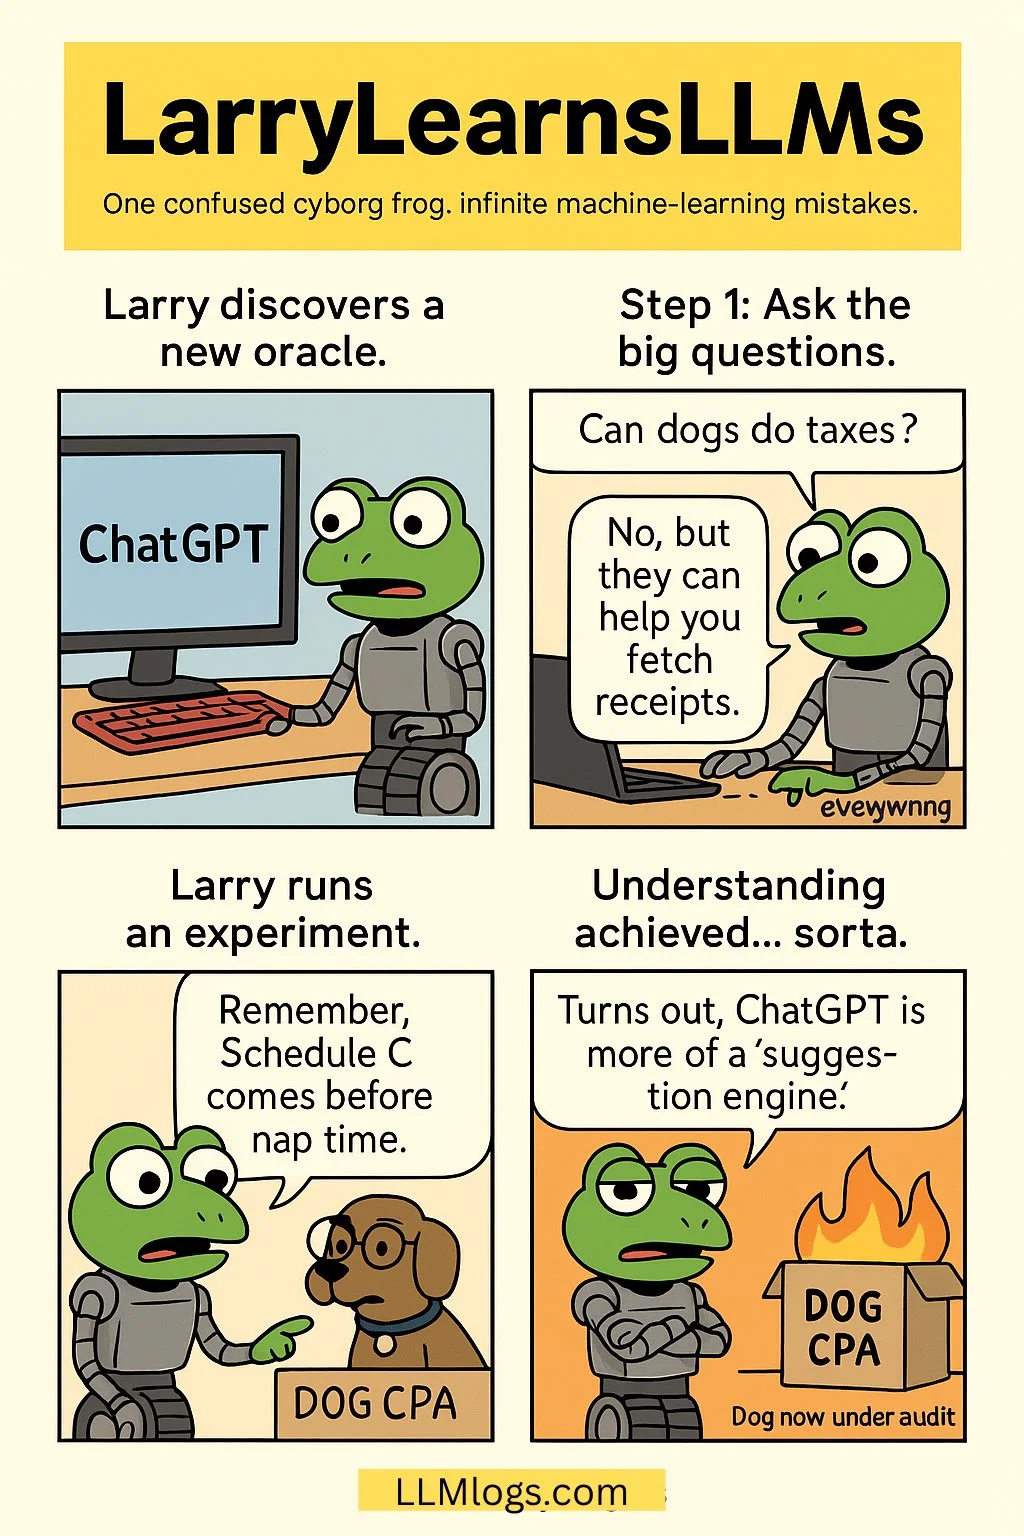 LarryLearnsLLMs
One confused cyborg frog. infinite machine-learning mistakes.
Larry discovers a
new oracle.
ChatGPT
Step 1: Ask the
big questions.
Can dogs do taxes?
No, but
they can
help you
fetch
receipts.
evewwnng
Larry runs
an experiment.
Remember,
Schedule C
comes before
nap time.
DOG CPA
Understanding
achieved... sorta.
Turns out, ChatGPT is
more of a ‘sugges-
tion engine.’
DOG
CPA
Dog now under audit
LLMlogs.com